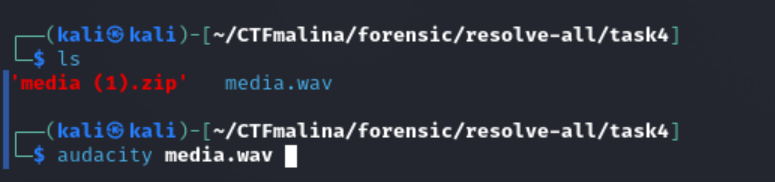 ┌──(kali㉿kali)-[~/CTFmalina/forensic/resolve-all/task4]
└─$ ls
'media (1).zip'   media.wav
┌──(kali㉿kali)-[~/CTFmalina/forensic/resolve-all/task4]
└─$ audacity media.wav